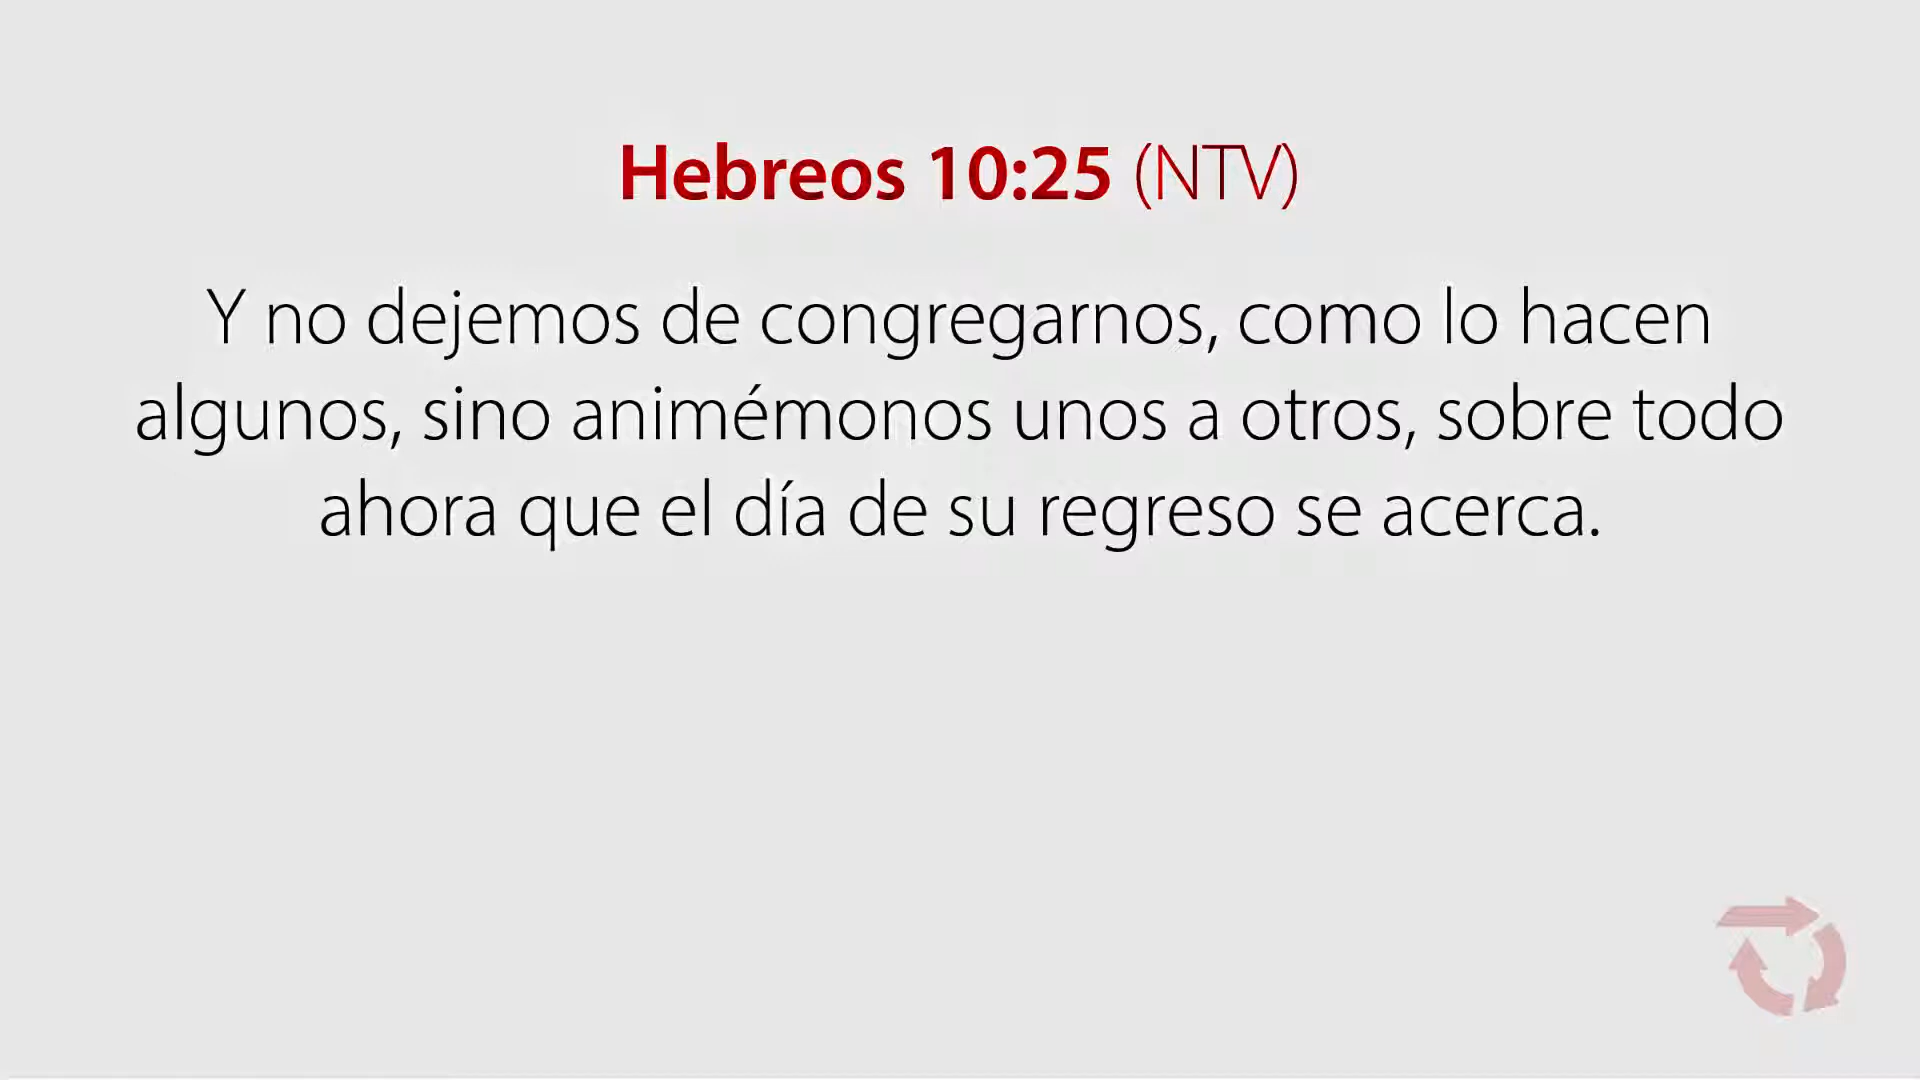 Hebreos 10:25 (NTV)
Y no dejemos de congregarnos, como lo hacen
algunos, sino animémonos unos a otros, sobre todo
ahora que el día de su regreso se acerca.